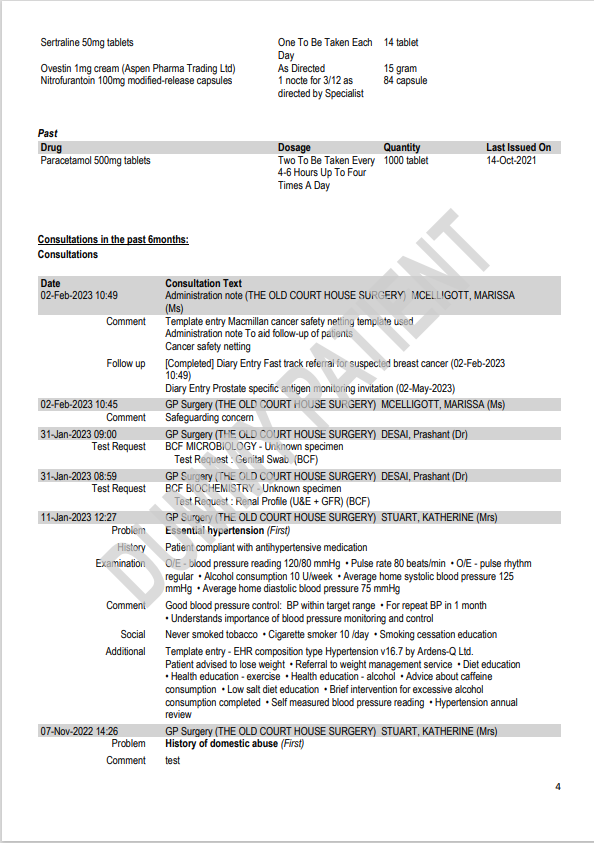 Sertraline 50mg tablets One To Be Taken Each 14 tablet
Day
Ovestin 1mg cream (Aspen Pharma Trading Ltd) As Directed 15 gram
Nitrofurantoin 100mg modified-release capsules 1 nocte for 3/12 as 84 capsule
directed by Specialist
Past
Drug Dosage Quantity Last Issued On
Paracetamol 500mg tablets Two To Be Taken Every 1000 tablet 14-Oct-2021
4-6 Hours Up To Four
Times A Day
Consultations in the past 6months:
Consultations
Date Consultation Text
02-Feb-2023 10:49 Administration note (THE OLD COURT HOUSE SURGERY) MCELLIGOTT, MARISSA
(Ms)
Comment Template entry Macmillan cancer safety netting template used
Administration note To aid follow-up of patients
Cancer safety netting
Follow up [Completed] Diary Entry Fast track referral for suspected breast cancer (02-Feb-2023
10:49)
Diary Entry Prostate specific antigen monitoring invitation (02-May-2023)
02-Feb-2023 10:45 GP Surgery (THE OLD COURT HOUSE SURGERY) MCELLIGOTT, MARISSA (Ms)
Comment Safeguarding concern
31-Jan-2023 09:00 GP Surgery (THE OLD COURT HOUSE SURGERY) DESAI, Prashant (Dr)
Test Request BCF MICROBIOLOGY - Unknown specimen
Test Request : Genital Swab. (BCF)
31-Jan-2023 08:59 GP Surgery (THE OLD COURT HOUSE SURGERY) DESAI, Prashant (Dr)
Test Request BCF BIOCHEMISTRY - Unknown specimen
Test Request : Renal Profile (U&E + GFR) (BCF)
11-Jan-2023 12:27 GP Surgery (THE OLD COURT HOUSE SURGERY) STUART, KATHERINE (Mrs)
Problem Essential hypertension (First)
History Patient compliant with antihypertensive medication
Examination O/E - blood pressure reading 120/80 mmHg • Pulse rate 80 beats/min • O/E - pulse rhythm
regular • Alcohol consumption 10 U/week • Average home systolic blood pressure 125
mmHg • Average home diastolic blood pressure 75 mmHg
Comment Good blood pressure control: BP within target range • For repeat BP in 1 month
• Understands importance of blood pressure monitoring and control
Social Never smoked tobacco • Cigarette smoker 10 /day • Smoking cessation education
Additional Template entry - EHR composition type Hypertension v16.7 by Ardens-Q Ltd.
Patient advised to lose weight • Referral to weight management service • Diet education
• Health education - exercise • Health education - alcohol • Advice about caffeine
consumption • Low salt diet education • Brief intervention for excessive alcohol
consumption completed • Self measured blood pressure reading • Hypertension annual
review
07-Nov-2022 14:26 GP Surgery (THE OLD COURT HOUSE SURGERY) STUART, KATHERINE (Mrs)
Problem History of domestic abuse (First)
Comment test
4
DUMMY PATIENT